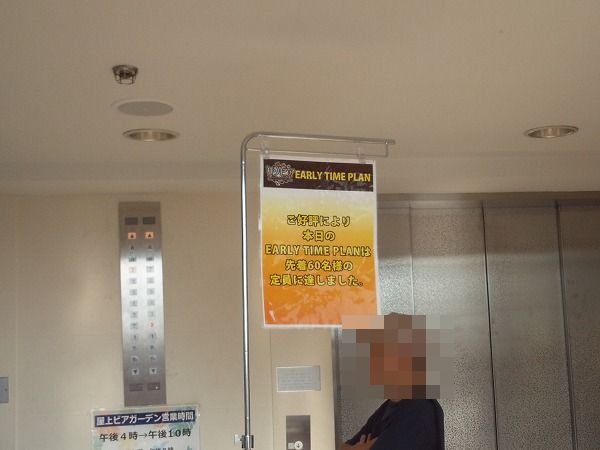 EARLY TIME PLAN
ご好評により
本日の
EARLY TIME PLANは
先着60名様の
定員に達しました。
屋上ビアガーデン営業時間
午後4時→午後10時